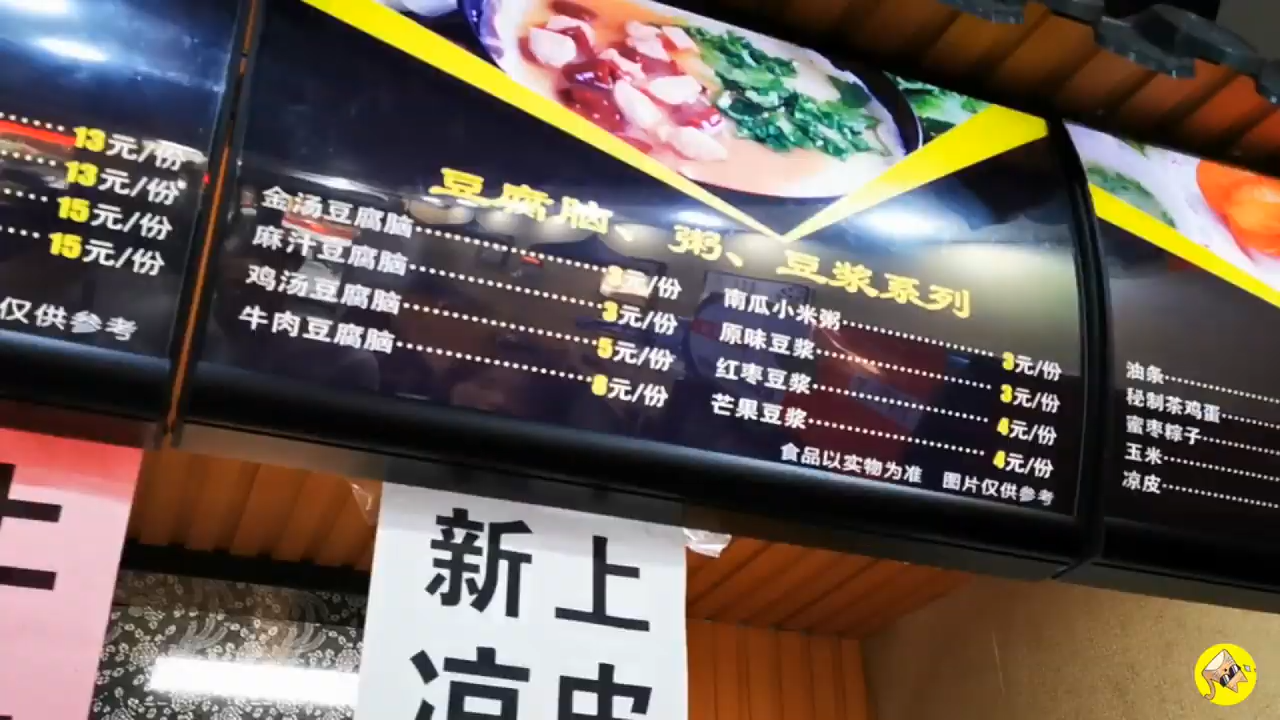 13元/份
13元/份
15元/份
15元/份
仅供参考
豆腐脑、粥、豆浆系列
金汤豆腐脑 3元/份
麻汁豆腐脑 3元/份
鸡汤豆腐脑 5元/份
牛肉豆腐脑 8元/份
南瓜小米粥 3元/份
原味豆浆 3元/份
红枣豆浆 4元/份
芒果豆浆 4元/份
食品以实物为准 图片仅供参考
油条
秘制茶鸡蛋
蜜枣粽子
玉米
凉皮
新上
凉皮